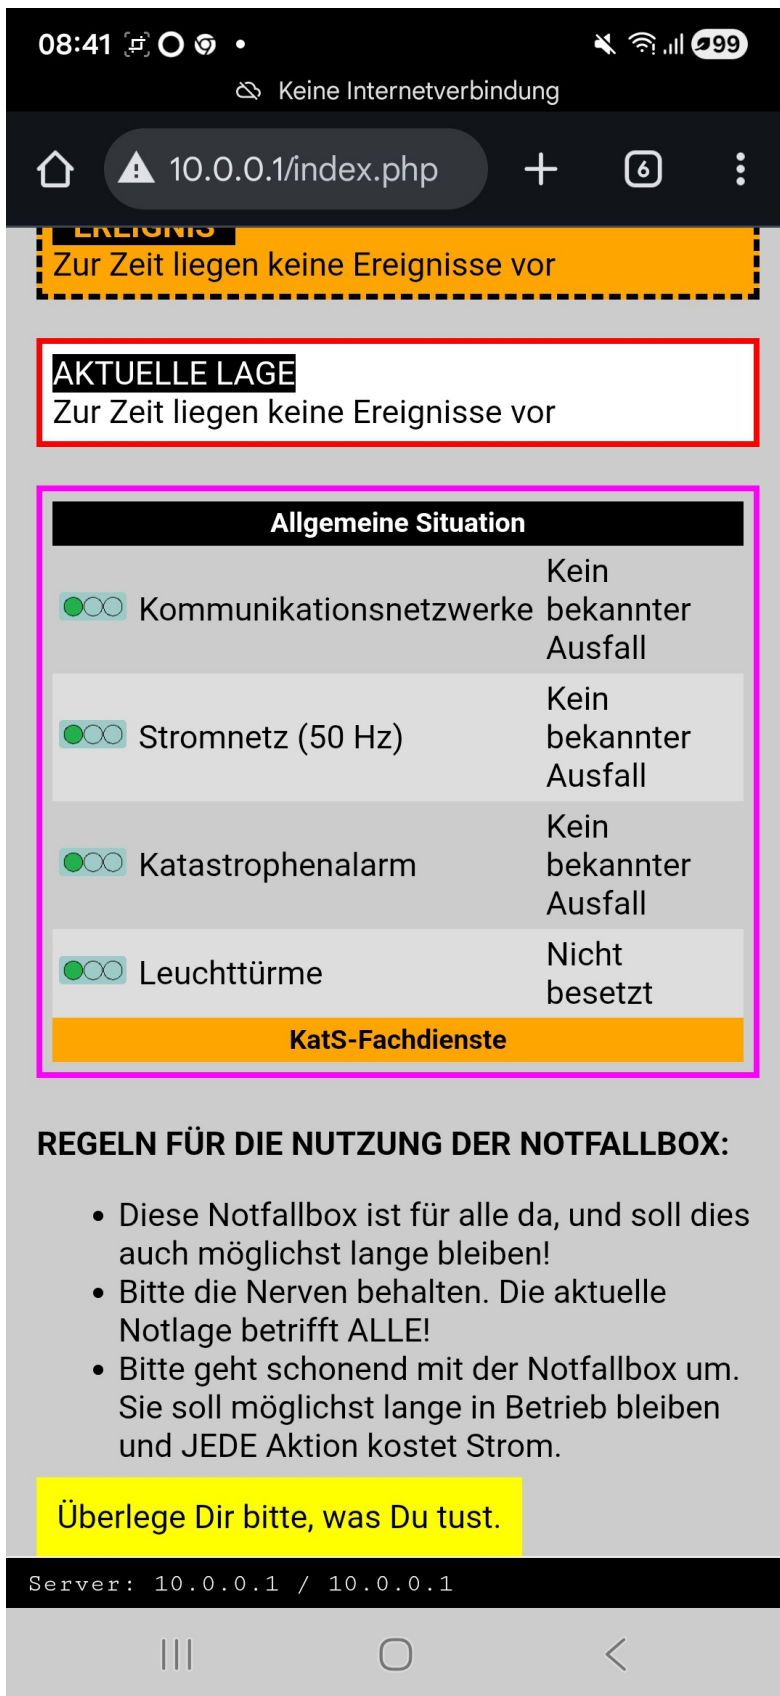 08:41
99
Keine Internetverbindung
10.0.0.1/index.php
6
EREIGNIS
Zur Zeit liegen keine Ereignisse vor
AKTUELLE LAGE
Zur Zeit liegen keine Ereignisse vor
Allgemeine Situation
Kommunikationsnetzwerke
Kein
bekannter
Ausfall
Stromnetz (50 Hz)
Kein
bekannter
Ausfall
Katastrophenalarm
Kein
bekannter
Ausfall
Leuchttürme
Nicht
besetzt
KatS-Fachdienste
REGELN FÜR DIE NUTZUNG DER NOTFALLBOX:
• Diese Notfallbox ist für alle da, und soll dies
auch möglichst lange bleiben!
• Bitte die Nerven behalten. Die aktuelle
Notlage betrifft ALLE!
• Bitte geht schonend mit der Notfallbox um.
Sie soll möglichst lange in Betrieb bleiben
und JEDE Aktion kostet Strom.
Überlege Dir bitte, was Du tust.
Server: 10.0.0.1 / 10.0.0.1